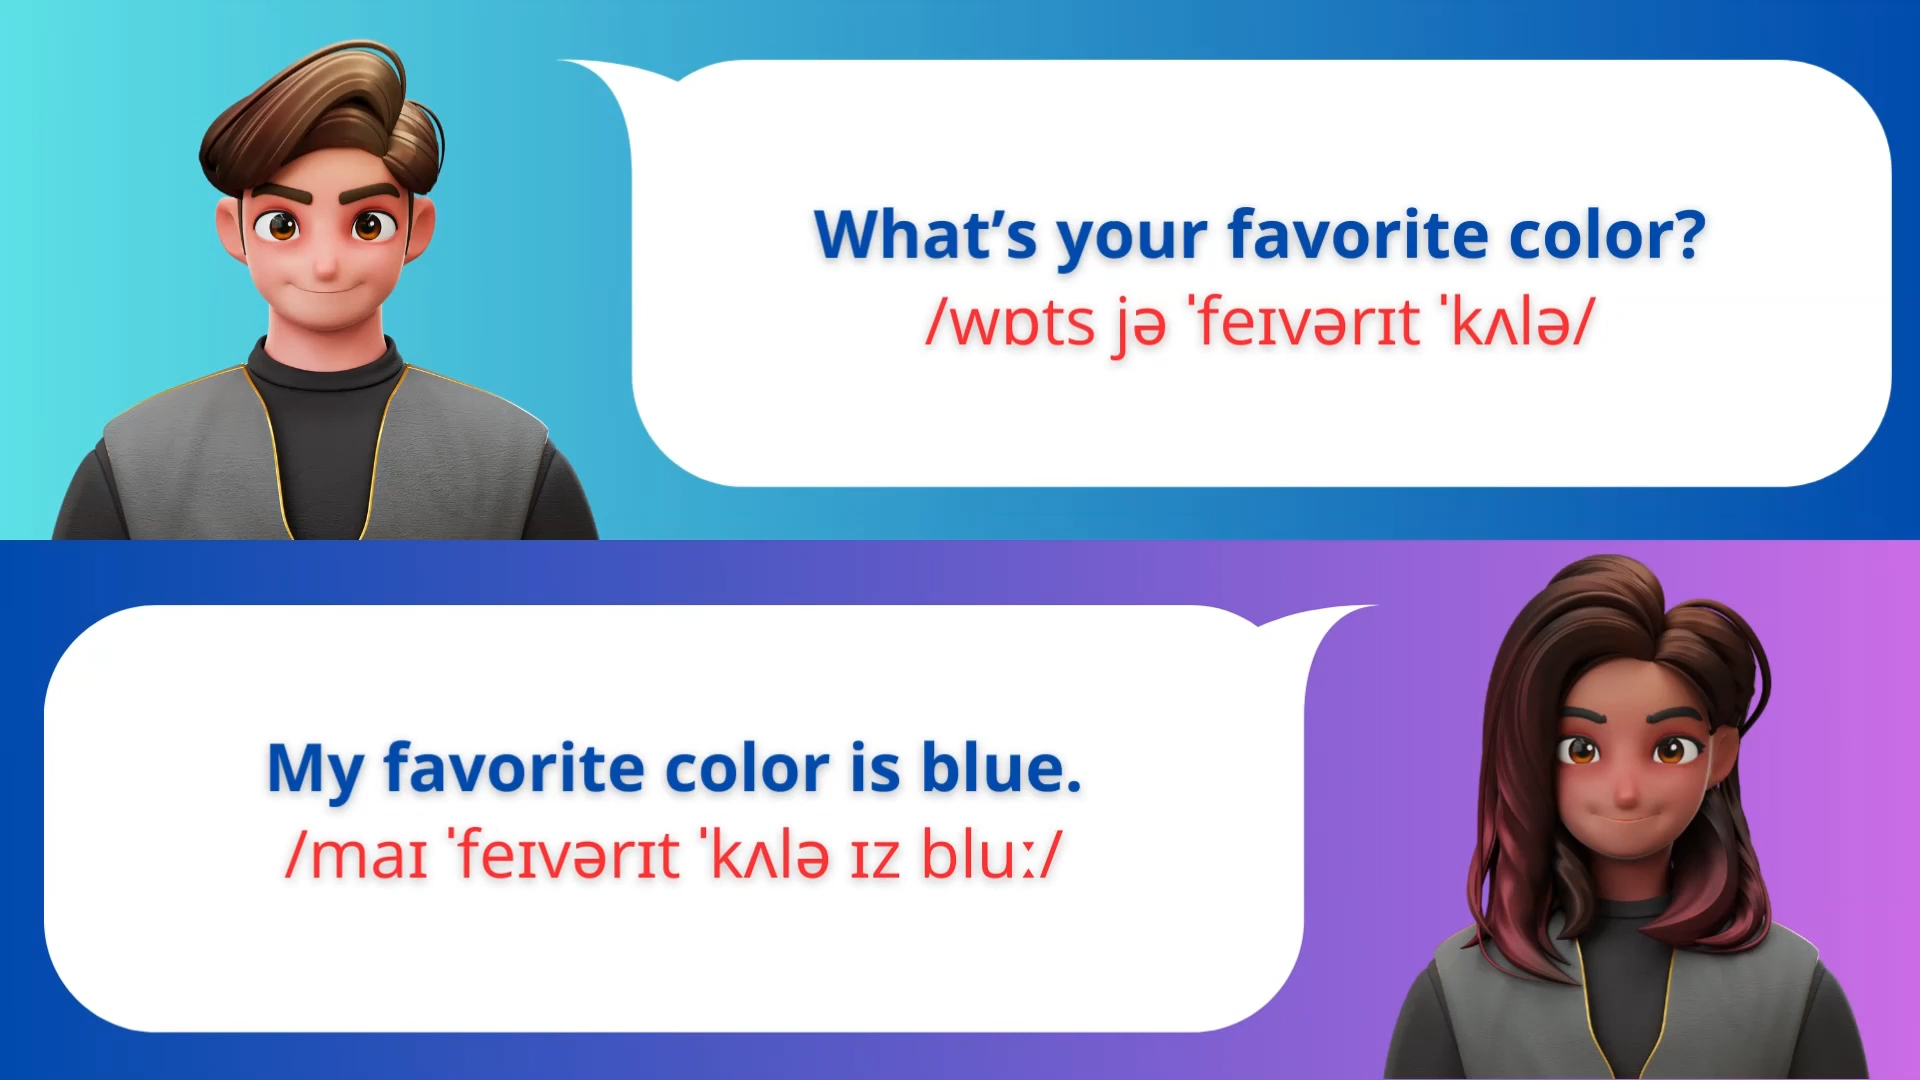 What’s your favorite color?
/wɒts jə ˈfeɪvərɪt ˈkʌlə/
My favorite color is blue.
/maɪ ˈfeɪvərɪt ˈkʌlə ɪz bluː/